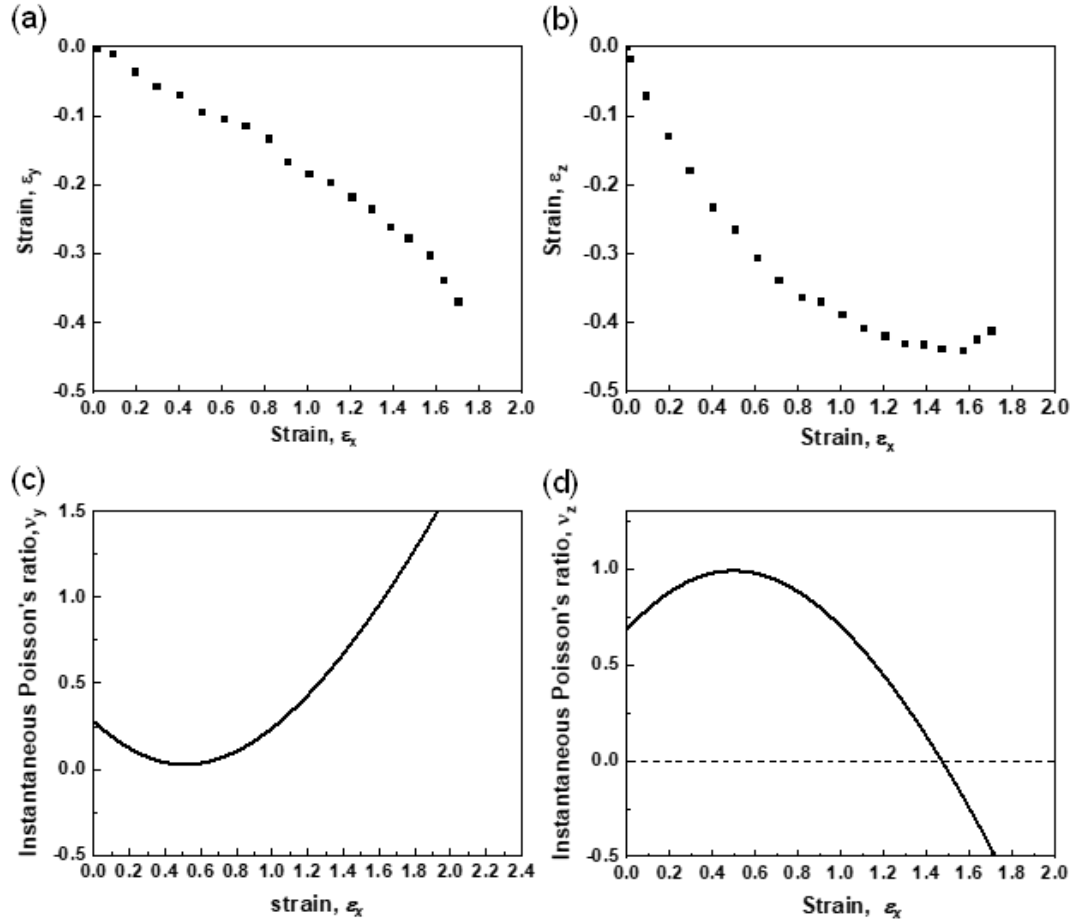 (a)
0.0
-0.1
-0.2
-0.3
-0.4
-0.5
Strain, εy
0.0 0.2 0.4 0.6 0.8 1.0 1.2 1.4 1.6 1.8 2.0
Strain, εx
(b)
0.0
-0.1
-0.2
-0.3
-0.4
-0.5
Strain, εz
0.0 0.2 0.4 0.6 0.8 1.0 1.2 1.4 1.6 1.8 2.0
Strain, εx
(c)
1.5
1.0
0.5
0.0
-0.5
Instantaneous Poisson's ratio,νy
0.0 0.2 0.4 0.6 0.8 1.0 1.2 1.4 1.6 1.8 2.0 2.2 2.4
strain, εx
(d)
1.0
0.5
0.0
-0.5
Instantaneous Poisson's ratio, νz
0.0 0.2 0.4 0.6 0.8 1.0 1.2 1.4 1.6 1.8 2.0
Strain, εx